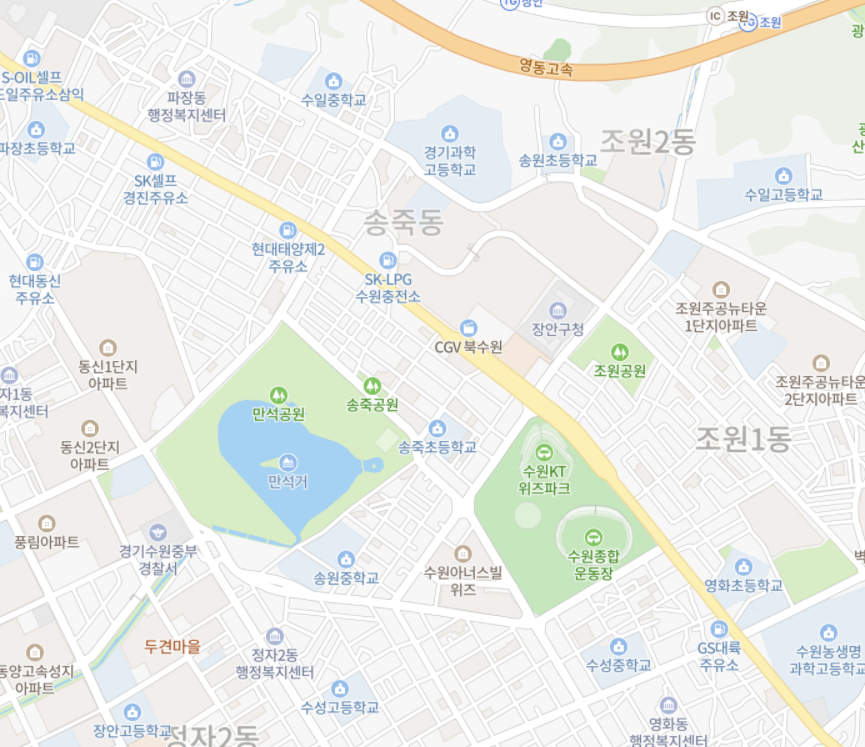 장안
IC 조원
TG 조원
영동고속
S-OIL셀프
도일주유소삼익
파장동
행정복지센터
수일중학교
파장초등학교
경기과학
고등학교
송원초등학교
조원2동
SK셀프
경진주유소
수일고등학교
송죽동
현대태양제2
주유소
현대동신
주유소
SK-LPG
수원충전소
조원주공뉴타운
1단지아파트
장안구청
CGV 북수원
동신1단지
아파트
조원공원
조원주공뉴타운
2단지아파트
자1동
복지센터
만석공원
송죽공원
동신2단지
아파트
송죽초등학교
조원1동
만석거
수원KT
위즈파크
풍림아파트
경기수원중부
경찰서
송원중학교
수원아너스빌
위즈
수원종합
운동장
영화초등학교
두견마을
정자2동
행정복지센터
수성중학교
GS대륙
주유소
수원농생명
과학고등학교
동양고속성지
아파트
수성고등학교
장안고등학교
정자2동
영화동
행정복지센터